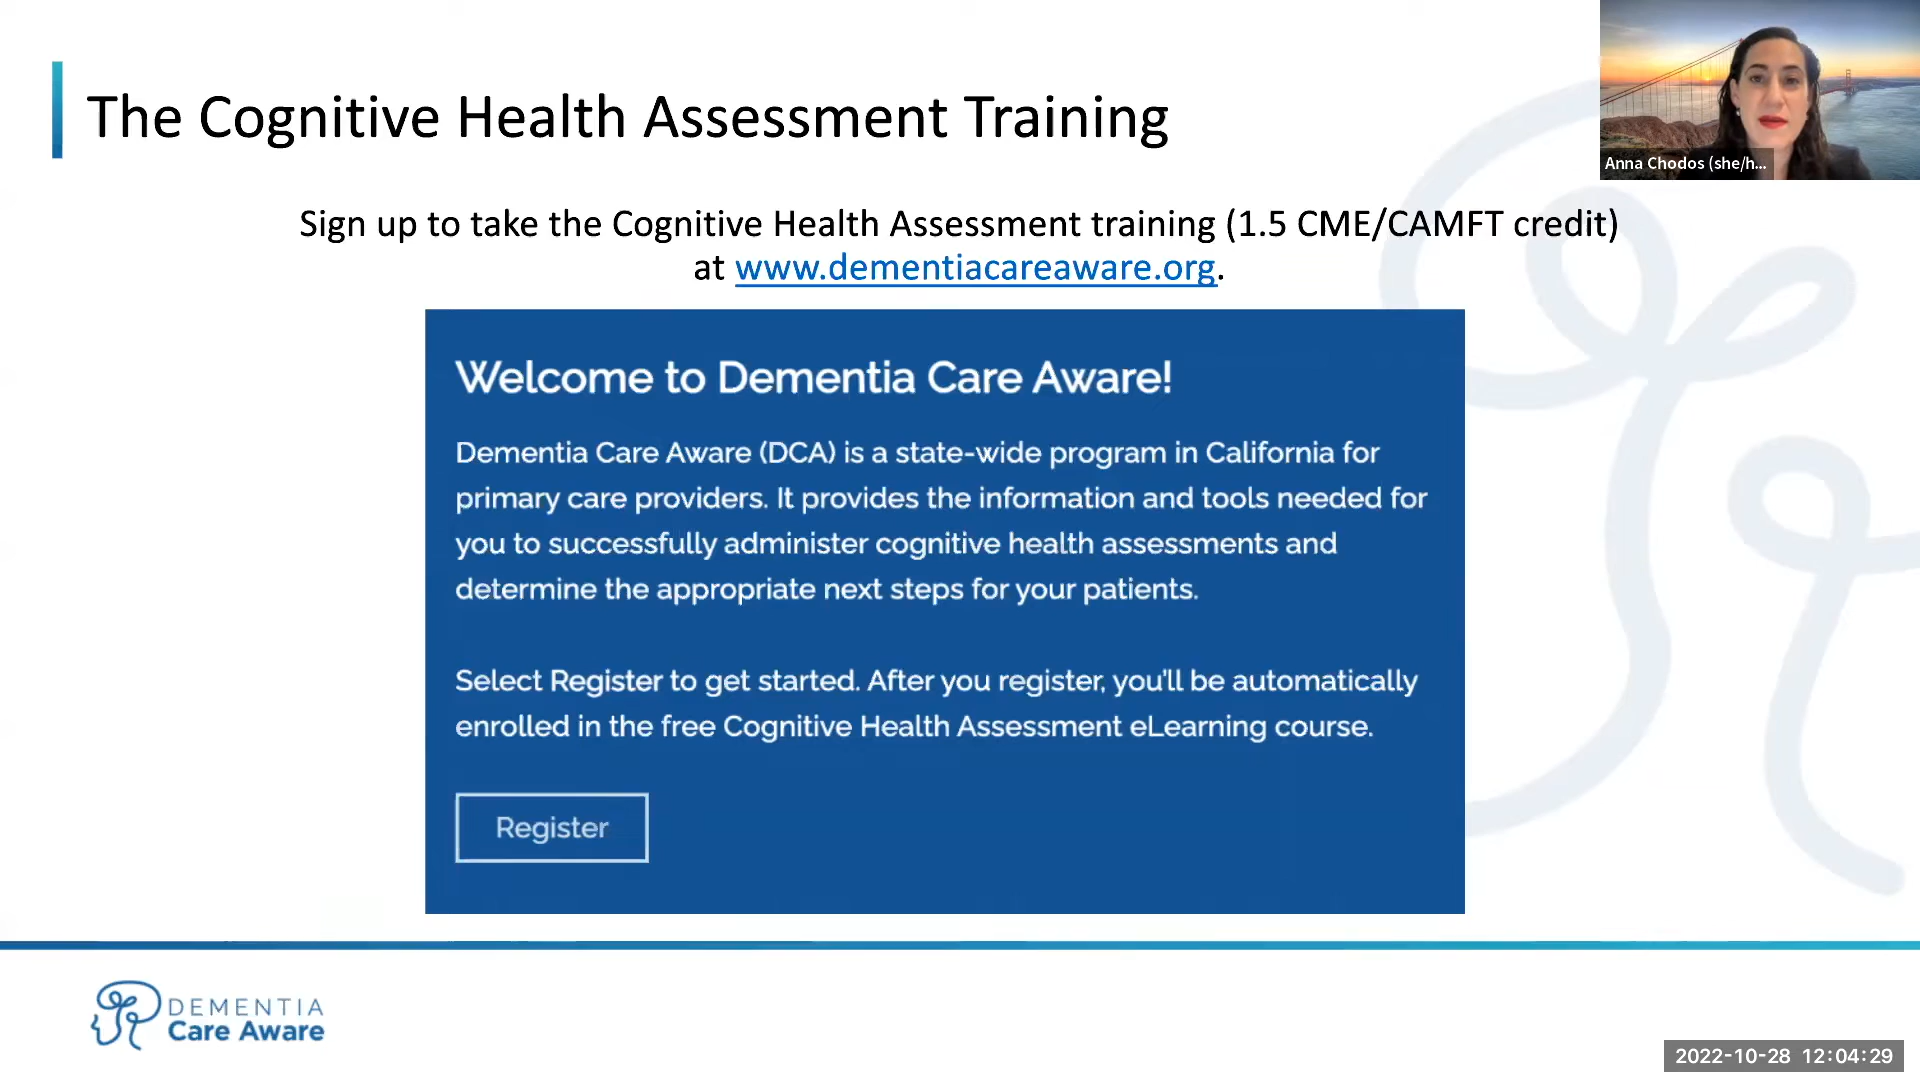 The Cognitive Health Assessment Training
Anna Chodos (she/h...
Sign up to take the Cognitive Health Assessment training (1.5 CME/CAMFT credit)
at www.dementiacareaware.org.
Welcome to Dementia Care Aware!
Dementia Care Aware (DCA) is a state-wide program in California for
primary care providers. It provides the information and tools needed for
you to successfully administer cognitive health assessments and
determine the appropriate next steps for your patients.
Select Register to get started. After you register, you'll be automatically
enrolled in the free Cognitive Health Assessment eLearning course.
Register
DEMENTIA
Care Aware
2022-10-28 12:04:29